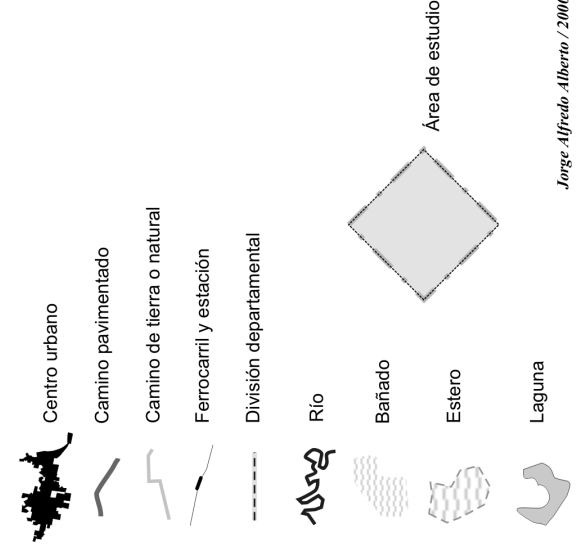 Centro urbano
Camino pavimentado
Camino de tierra o natural
Ferrocarril y estación
División departamental
Río
Bañado
Estero
Laguna
Área de estudio
Jorge Alfredo Alberto / 2006